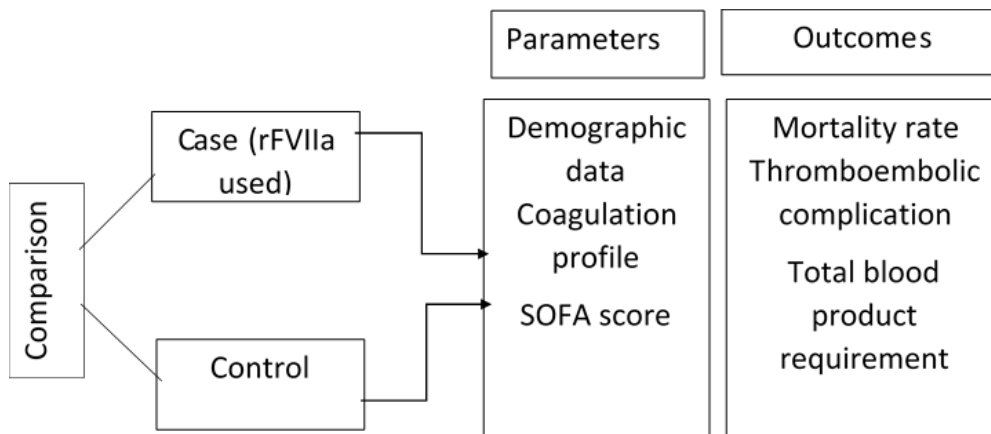 Parameters
Outcomes
Comparison
Case (rFVIIa
used)
Control
Demographic
data
Coagulation
profile
SOFA score
Mortality rate
Thromboembolic
complication
Total blood
product
requirement